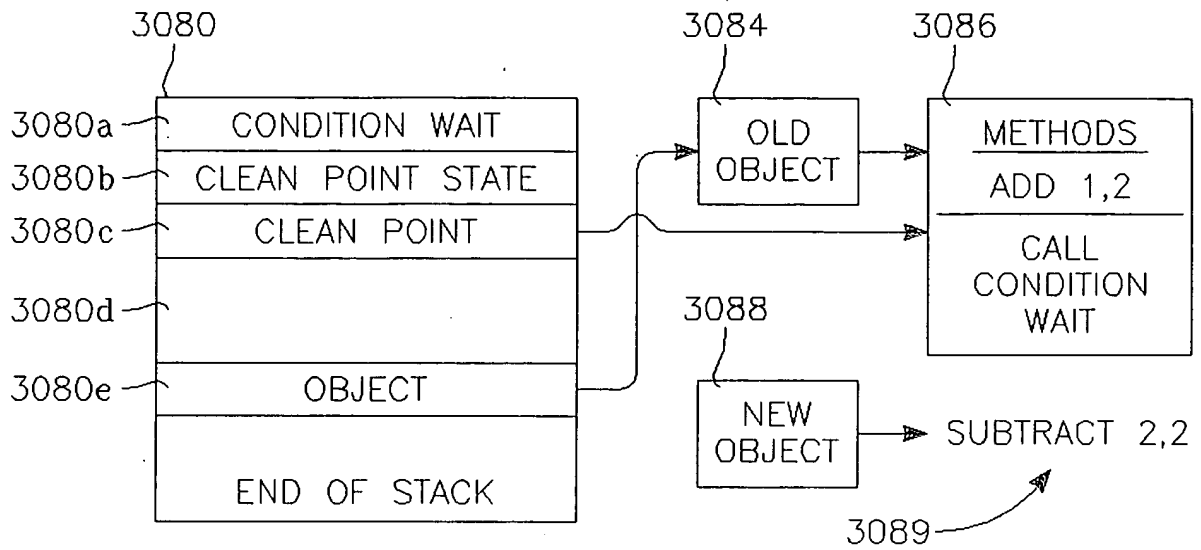 3080
3084
3086
3080a
CONDITION WAIT
3080b
CLEAN POINT STATE
3080c
CLEAN POINT
3080d
3080e
OBJECT
END OF STACK
OLD
OBJECT
METHODS
ADD 1,2
CALL
CONDITION
WAIT
3088
NEW
OBJECT
SUBTRACT 2,2
3089